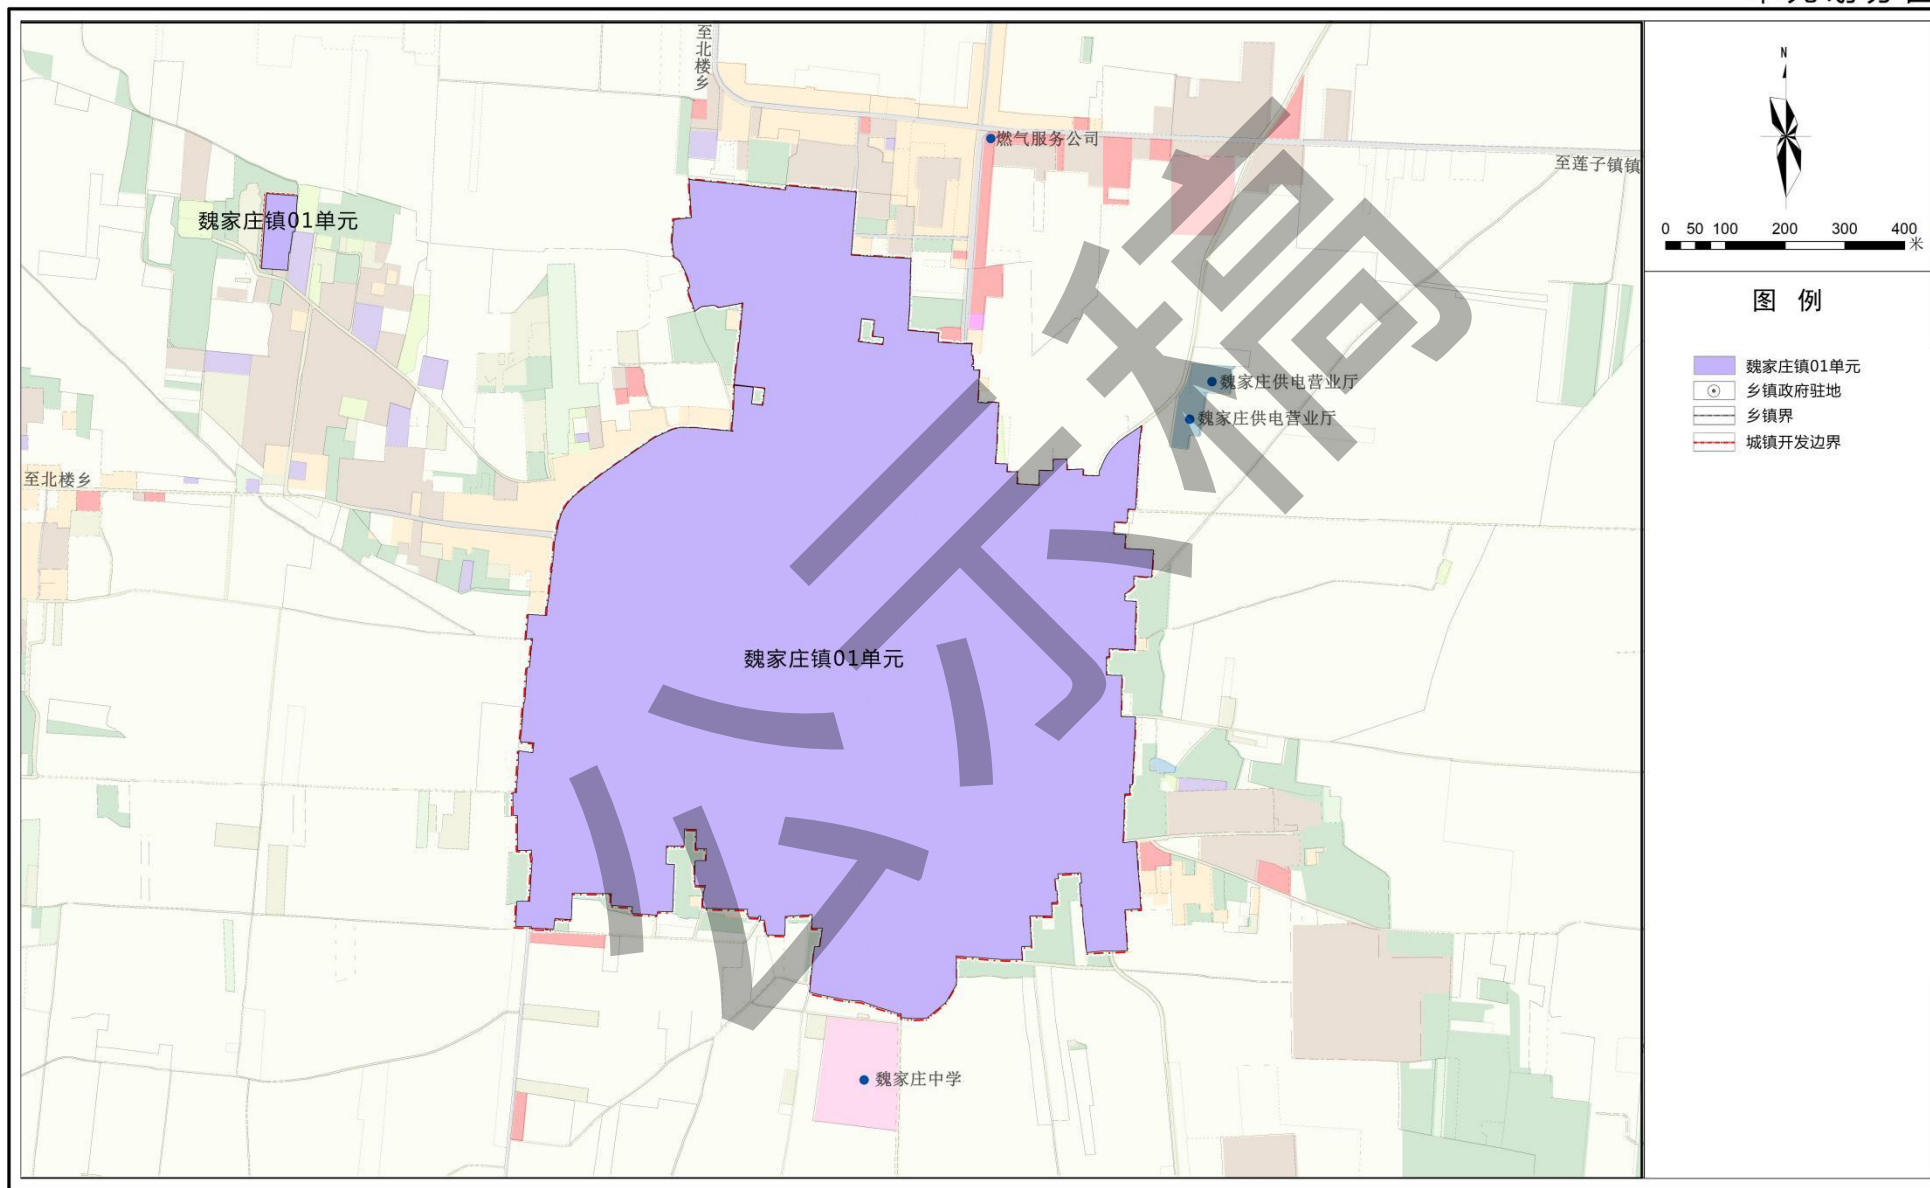 至北楼乡
燃气服务公司
至莲子镇镇
魏家庄镇01单元
魏家庄供电营业厅
魏家庄供电营业厅
至北楼乡
魏家庄镇01单元
魏家庄中学
公示稿
N
0 50 100 200 300 400
米
图 例
魏家庄镇01单元
乡镇政府驻地
乡镇界
城镇开发边界